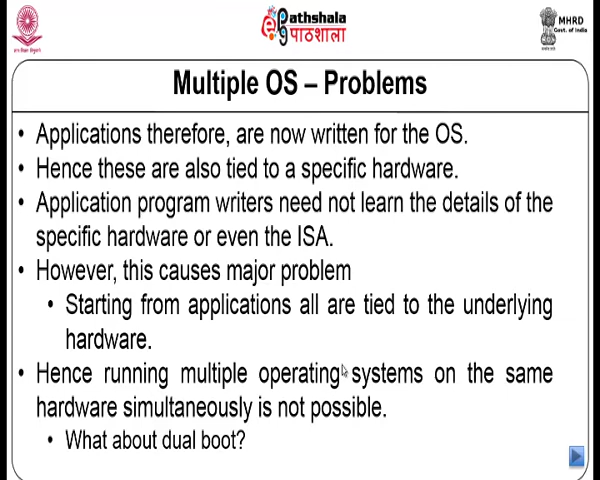 ePathshala
पाठशाला
MHRD
Govt. of India
Multiple OS – Problems
• Applications therefore, are now written for the OS.
• Hence these are also tied to a specific hardware.
• Application program writers need not learn the details of the
specific hardware or even the ISA.
• However, this causes major problem
• Starting from applications all are tied to the underlying
hardware.
• Hence running multiple operating systems on the same
hardware simultaneously is not possible.
• What about dual boot?